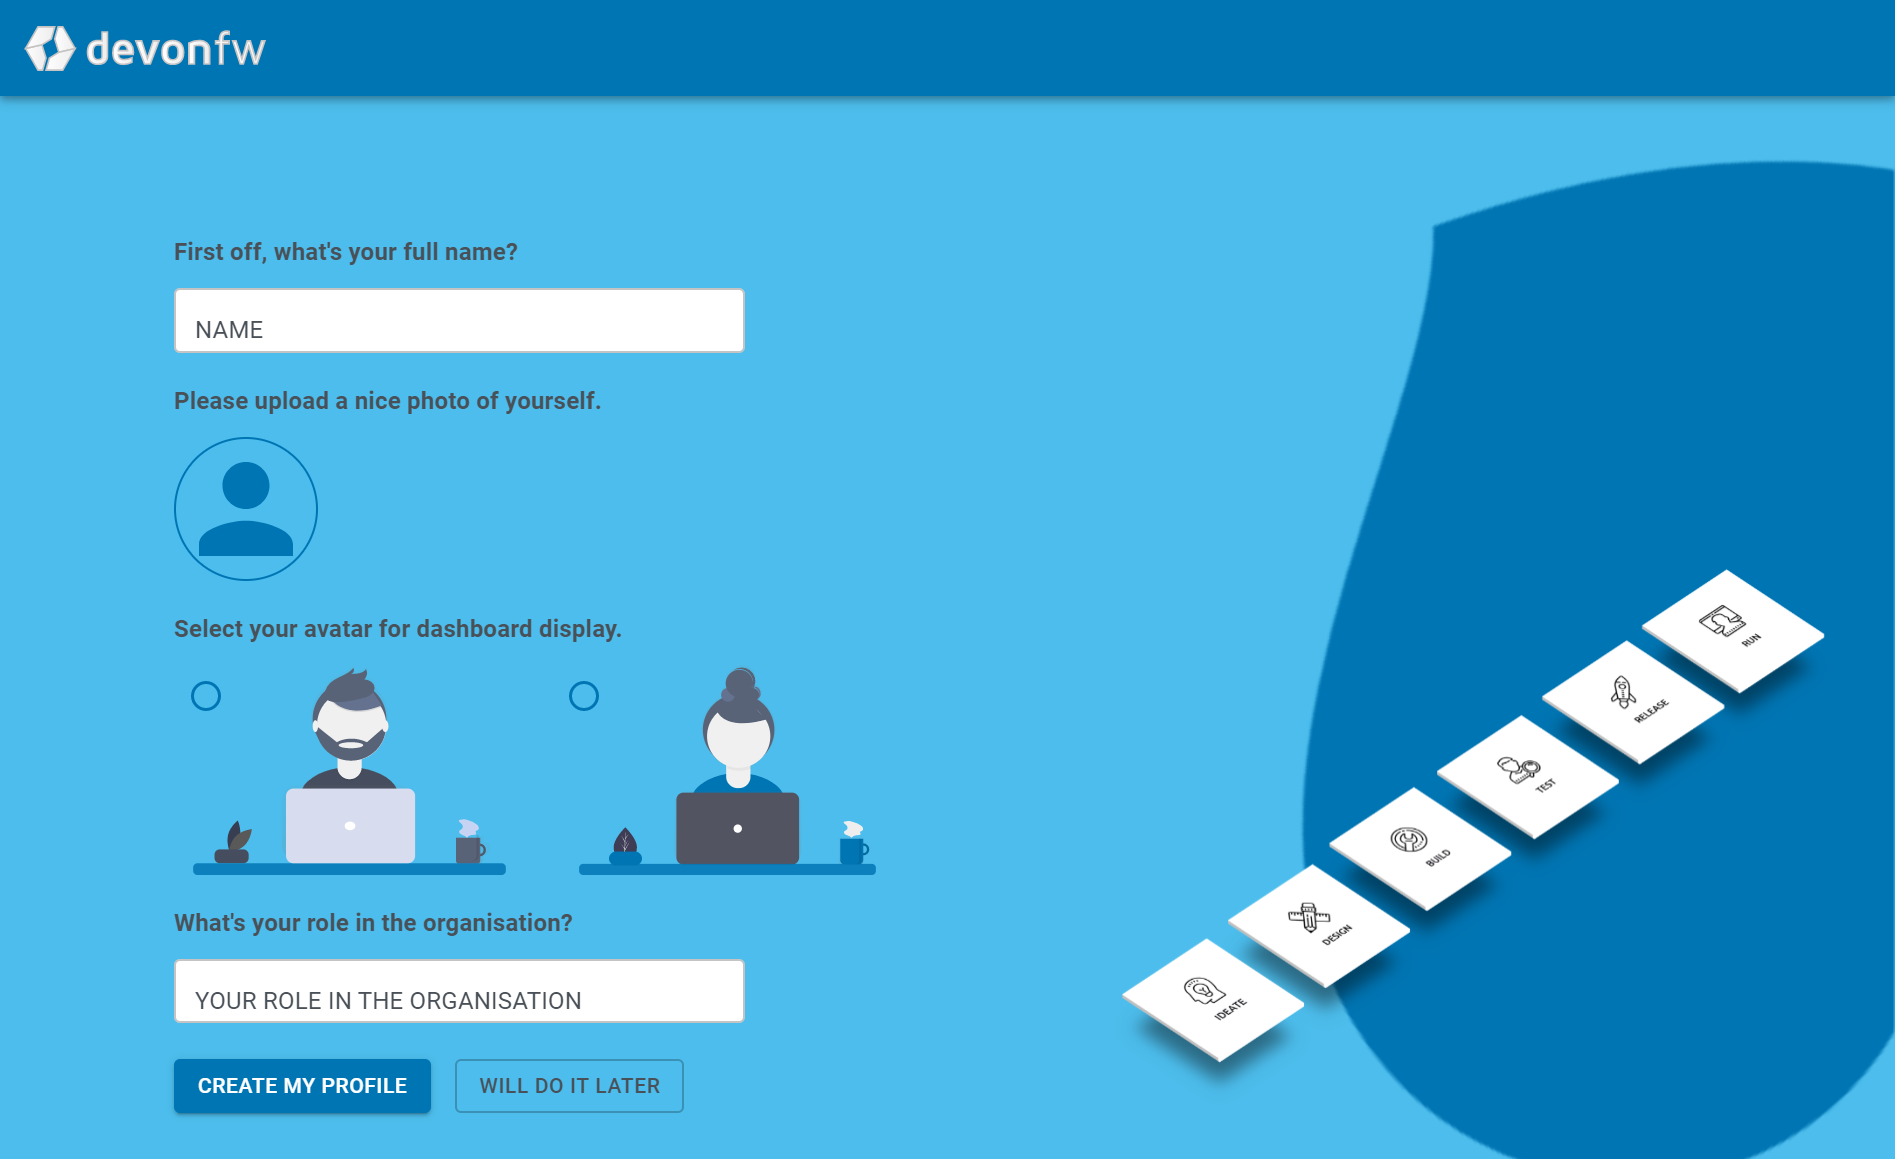 devonfw
First off, what's your full name?
NAME
Please upload a nice photo of yourself.
Select your avatar for dashboard display.
What's your role in the organisation?
YOUR ROLE IN THE ORGANISATION
CREATE MY PROFILE
WILL DO IT LATER
RUN
RELEASE
TEST
BUILD
DESIGN
IDEATE